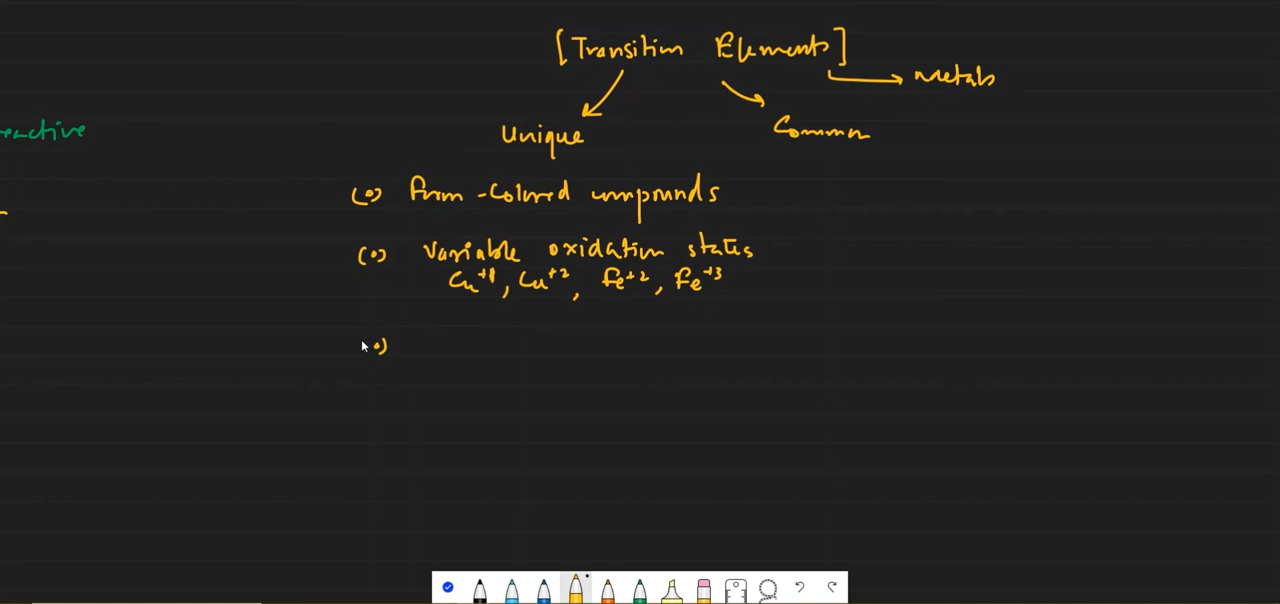 [Transition Elements]
→ metals
Unique
Common
reactive
(•) Form - Colored compounds
(•) Variable oxidation states
Cu+1, Cu+2, Fe+2, Fe+3
•)